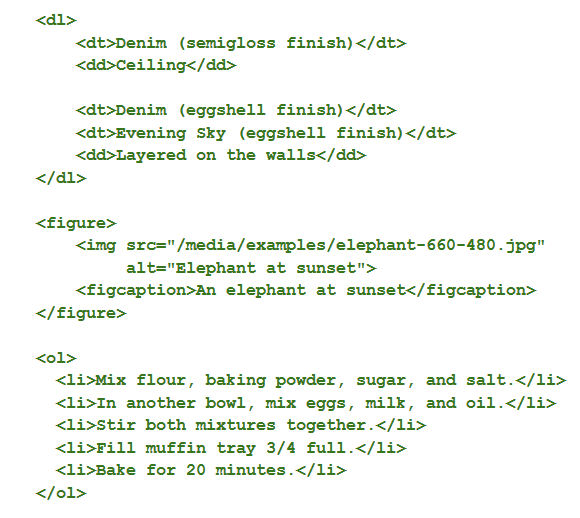 <dl>
    <dt>Denim (semigloss finish)</dt>
    <dd>Ceiling</dd>

    <dt>Denim (eggshell finish)</dt>
    <dt>Evening Sky (eggshell finish)</dt>
    <dd>Layered on the walls</dd>
</dl>

<figure>
    <img src="/media/examples/elephant-660-480.jpg"
         alt="Elephant at sunset">
    <figcaption>An elephant at sunset</figcaption>
</figure>

<ol>
  <li>Mix flour, baking powder, sugar, and salt.</li>
  <li>In another bowl, mix eggs, milk, and oil.</li>
  <li>Stir both mixtures together.</li>
  <li>Fill muffin tray 3/4 full.</li>
  <li>Bake for 20 minutes.</li>
</ol>